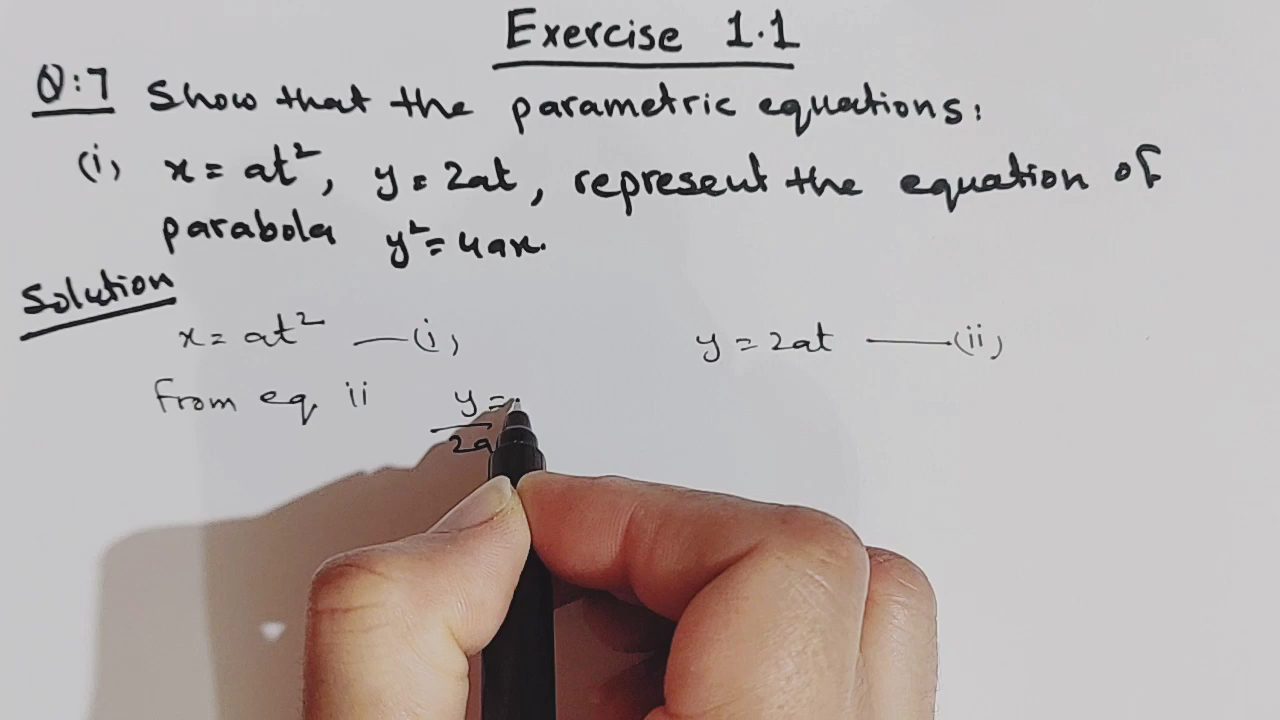 Exercise 1.1
Q:7 Show that the parametric equations:
(i) x = at², y = 2at, represent the equation of
parabola y² = 4ax.
Solution
x = at² —(i) y = 2at —(ii)
From eq. ii y/2a =